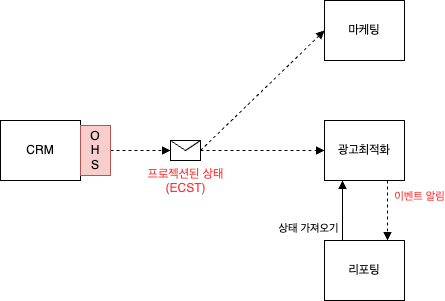 마케팅
CRM
O
H
S
프로젝션된 상태
(ECST)
광고최적화
이벤트 알림
상태 가져오기
리포팅